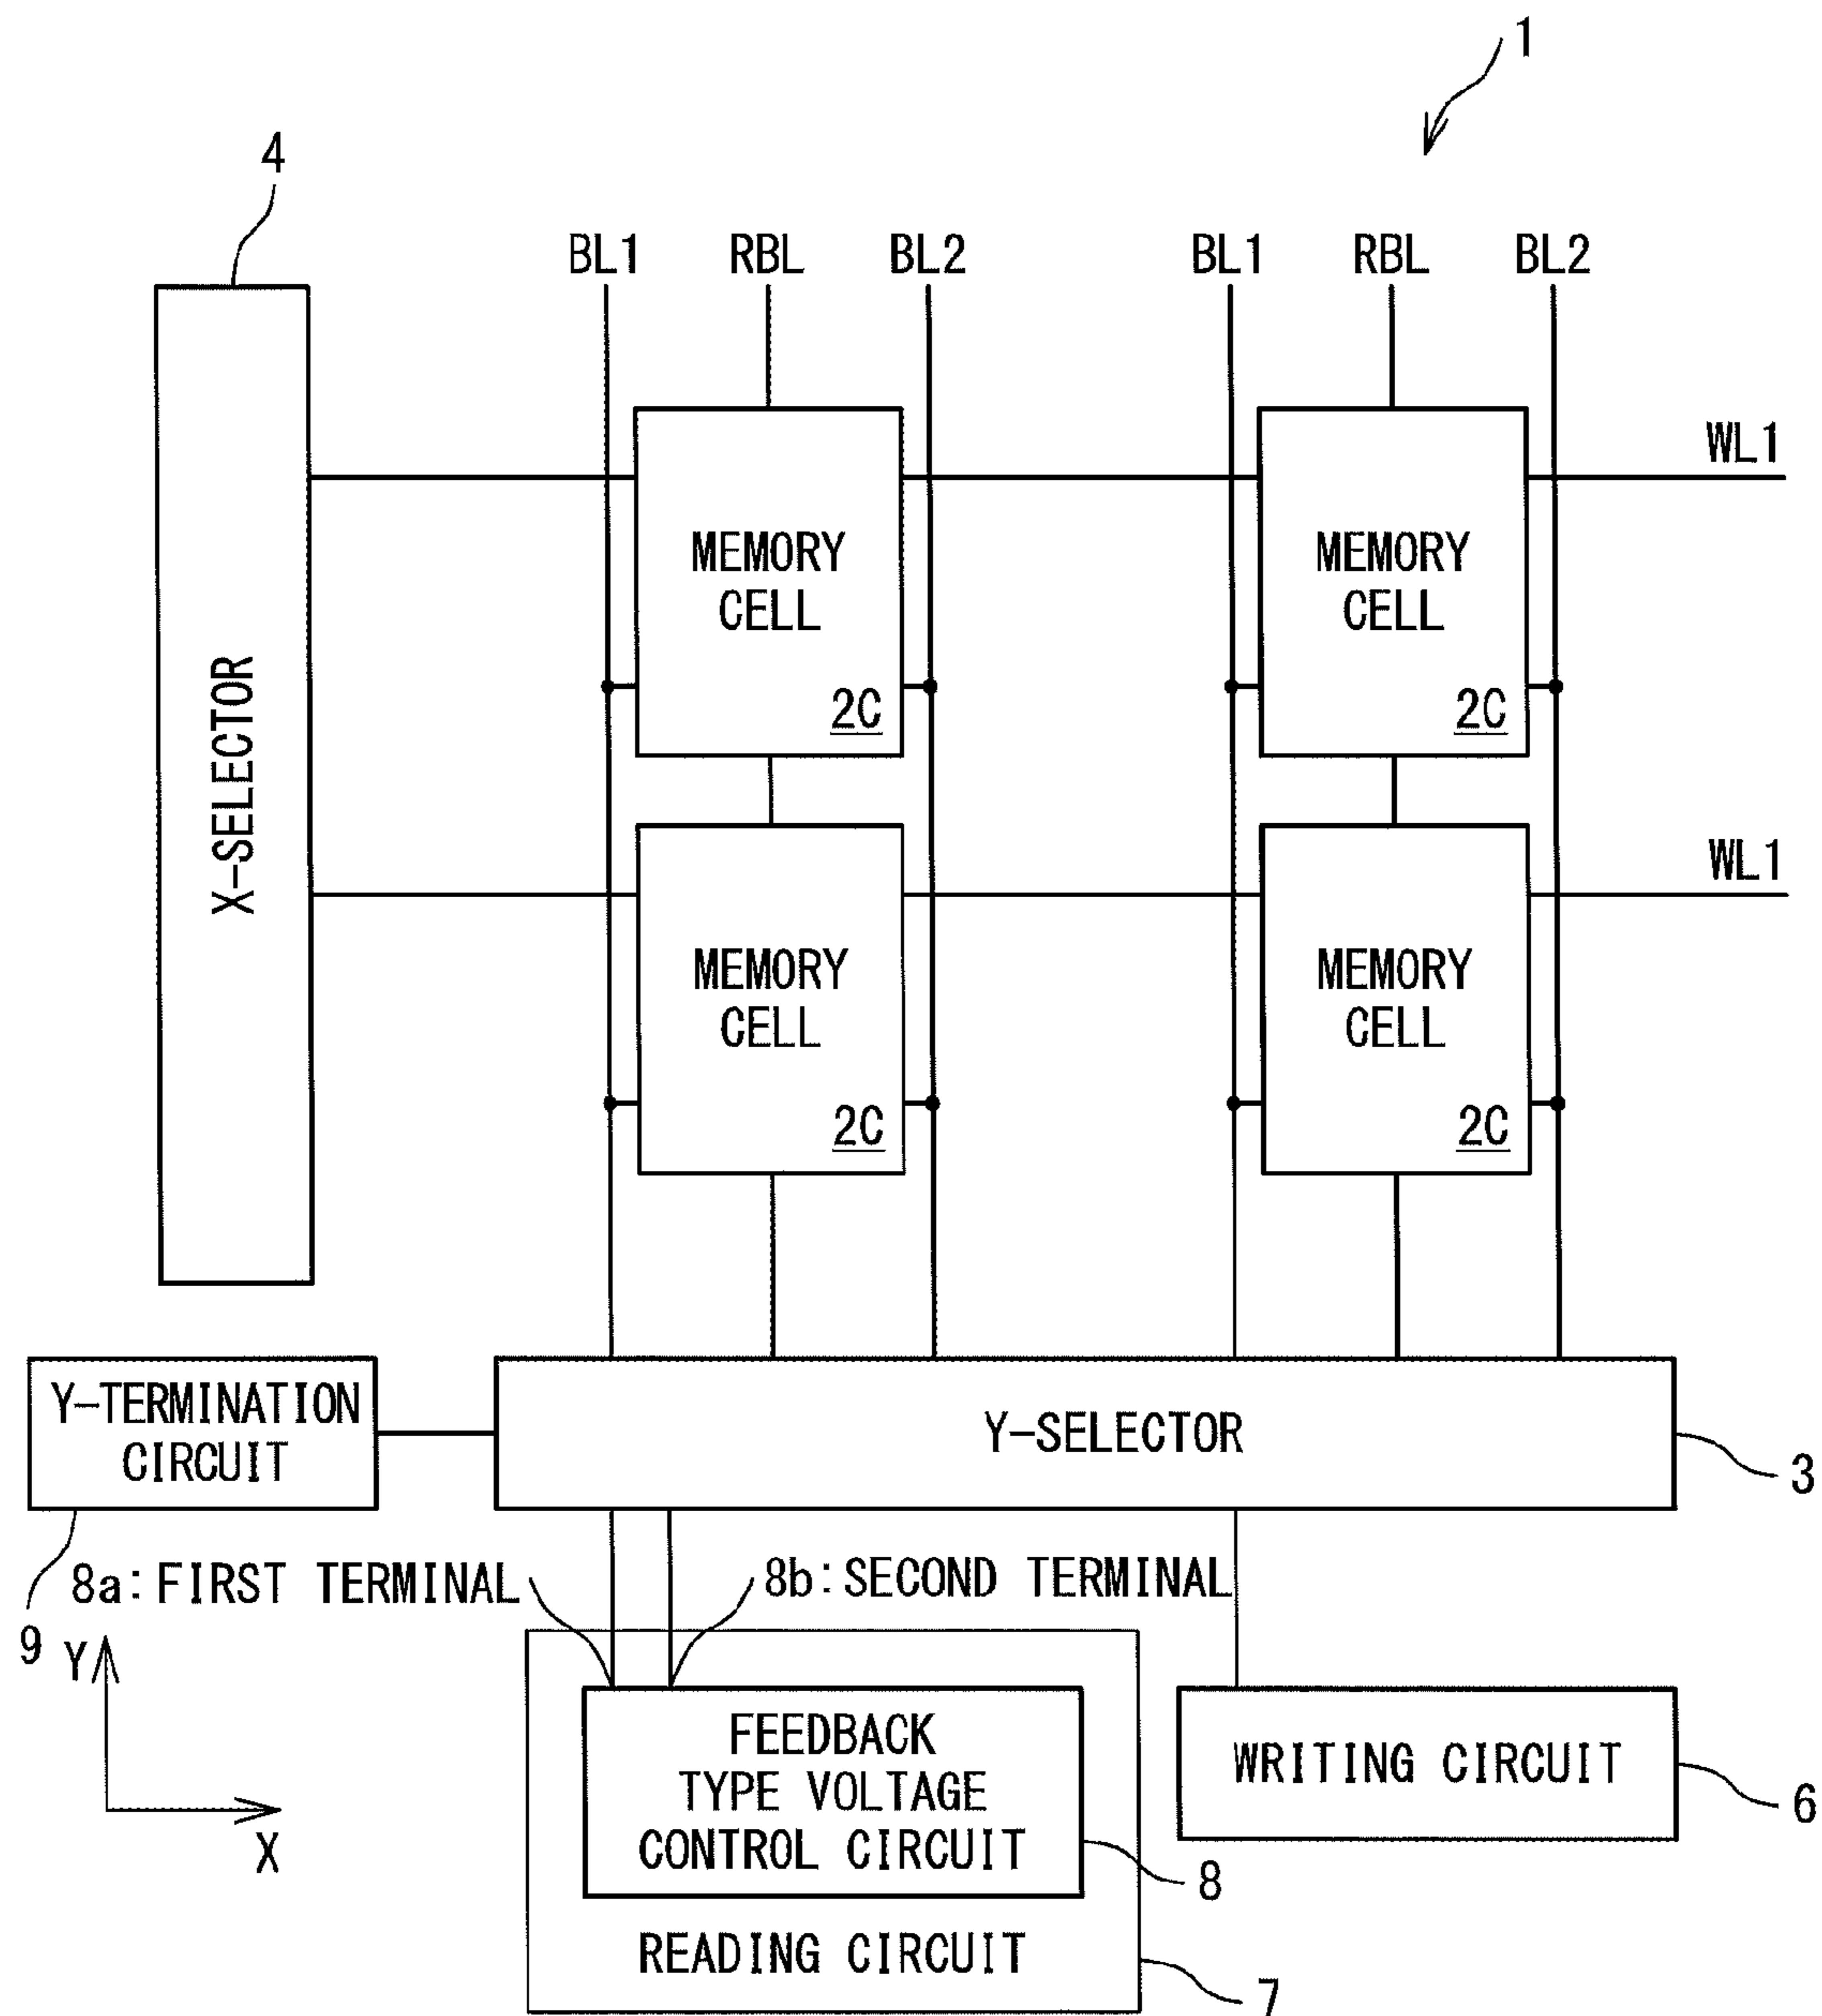 1
4
BL1 RBL BL2 BL1 RBL BL2
WL1
MEMORY CELL 2C
MEMORY CELL 2C
X-SELECTOR
WL1
MEMORY CELL 2C
MEMORY CELL 2C
Y-TERMINATION
CIRCUIT
Y-SELECTOR
3
8a:FIRST TERMINAL
8b:SECOND TERMINAL
9
Y
X
FEEDBACK
TYPE VOLTAGE
CONTROL CIRCUIT
8
WRITING CIRCUIT
6
READING CIRCUIT
7